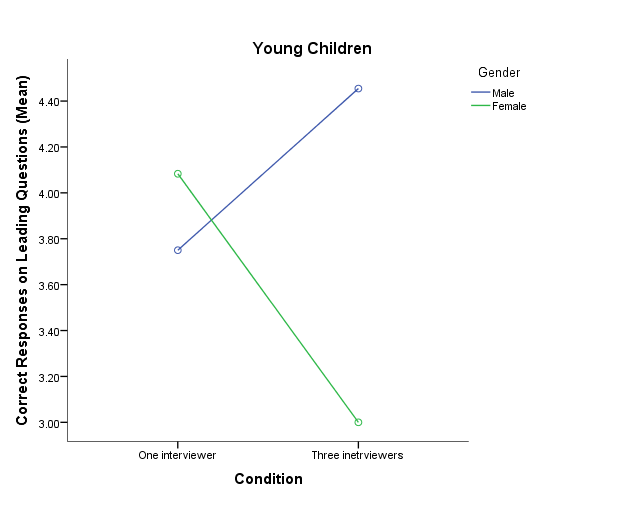 Young Children
Gender
Male
Female
Correct Responses on Leading Questions (Mean)
4.40
4.20
4.00
3.80
3.60
3.40
3.20
3.00
One interviewer
Three inetrviewers
Condition